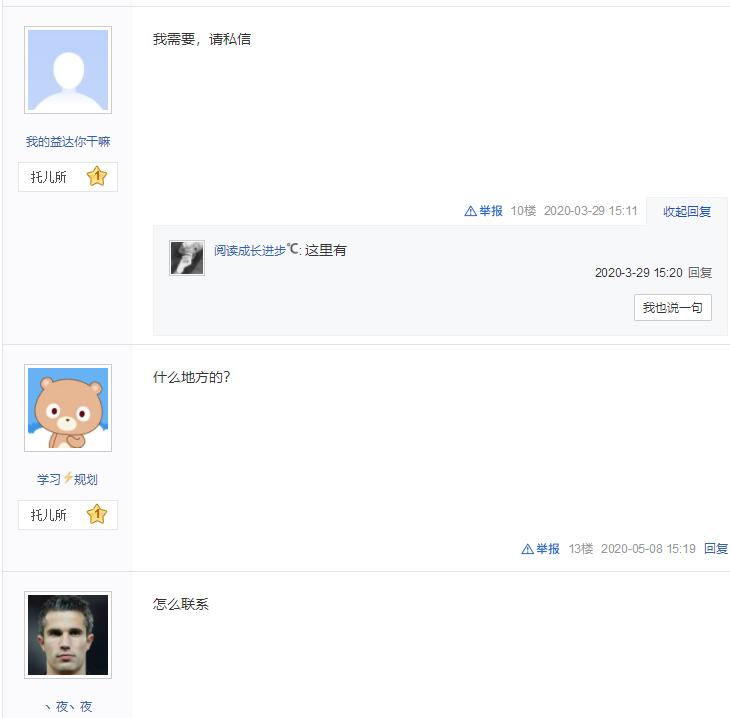 我需要，请私信
我的益达你干嘛
托儿所 1
举报 10楼 2020-03-29 15:11 收起回复
阅读成长进步℃: 这里有
2020-3-29 15:20 回复
我也说一句
什么地方的？
学习⚡规划
托儿所 1
举报 13楼 2020-05-08 15:19 回复
怎么联系
丶夜丶夜